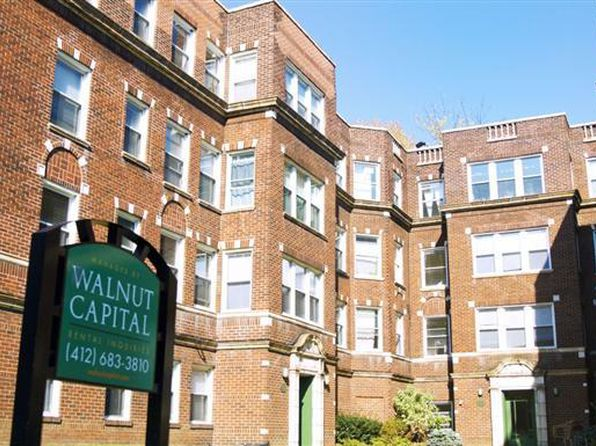 MANAGED BY
WALNUT
CAPITAL
RENTAL INQUIRIES
(412) 683-3810